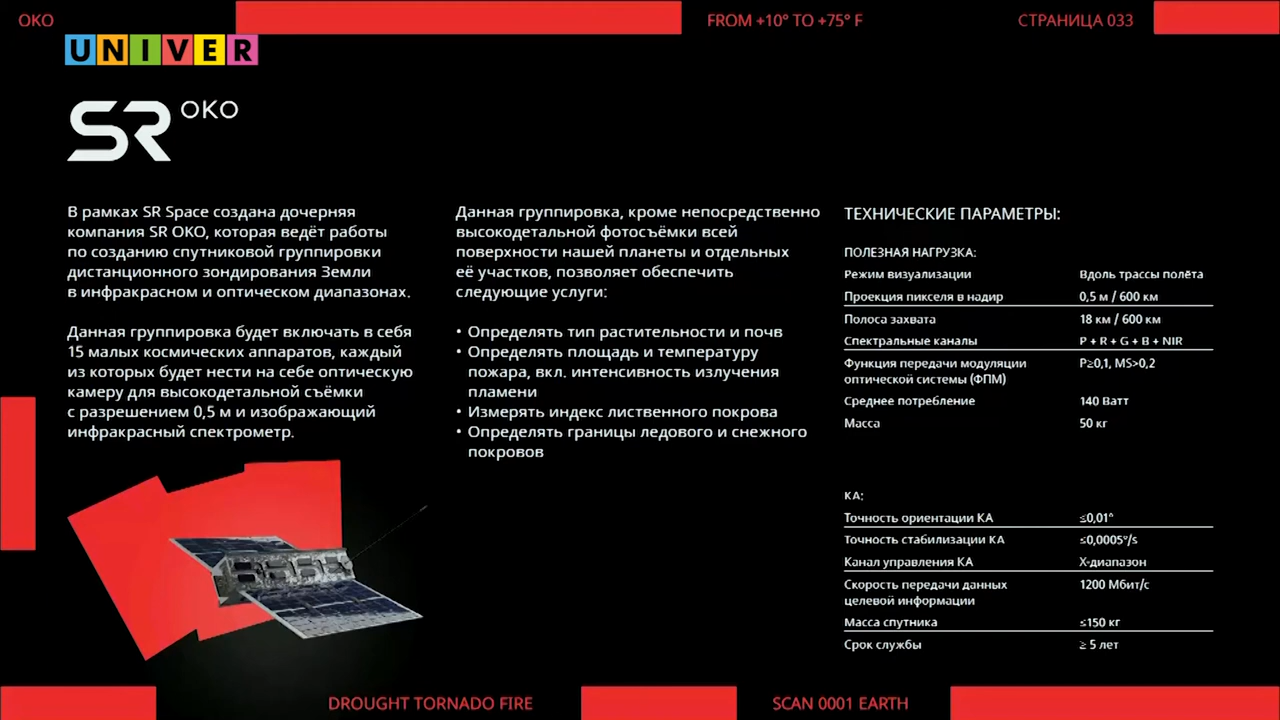 ОКО
FROM +10° TO +75° F
СТРАНИЦА 033
UNIVER
SR ОКО
В рамках SR Space создана дочерняя
компания SR ОКО, которая ведёт работы
по созданию спутниковой группировки
дистанционного зондирования Земли
в инфракрасном и оптическом диапазонах.
Данная группировка будет включать в себя
15 малых космических аппаратов, каждый
из которых будет нести на себе оптическую
камеру для высокодетальной съёмки
с разрешением 0,5 м и изображающий
инфракрасный спектрометр.
Данная группировка, кроме непосредственно
высокодетальной фотосъёмки всей
поверхности нашей планеты и отдельных
её участков, позволяет обеспечить
следующие услуги:
• Определять тип растительности и почв
• Определять площадь и температуру
пожара, вкл. интенсивность излучения
пламени
• Измерять индекс лиственного покрова
• Определять границы ледового и снежного
покровов
ТЕХНИЧЕСКИЕ ПАРАМЕТРЫ:
ПОЛЕЗНАЯ НАГРУЗКА:
Режим визуализации Вдоль трассы полёта
Проекция пикселя в надир 0,5 м / 600 км
Полоса захвата 18 км / 600 км
Спектральные каналы P + R + G + B + NIR
Функция передачи модуляции P≥0,1, MS>0,2
оптической системы (ФПМ)
Среднее потребление 140 Ватт
Масса 50 кг
КА:
Точность ориентации КА ≤0,01°
Точность стабилизации КА ≤0,0005°/s
Канал управления КА X-диапазон
Скорость передачи данных 1200 Мбит/с
целевой информации
Масса спутника ≤150 кг
Срок службы ≥ 5 лет
DROUGHT TORNADO FIRE
SCAN 0001 EARTH